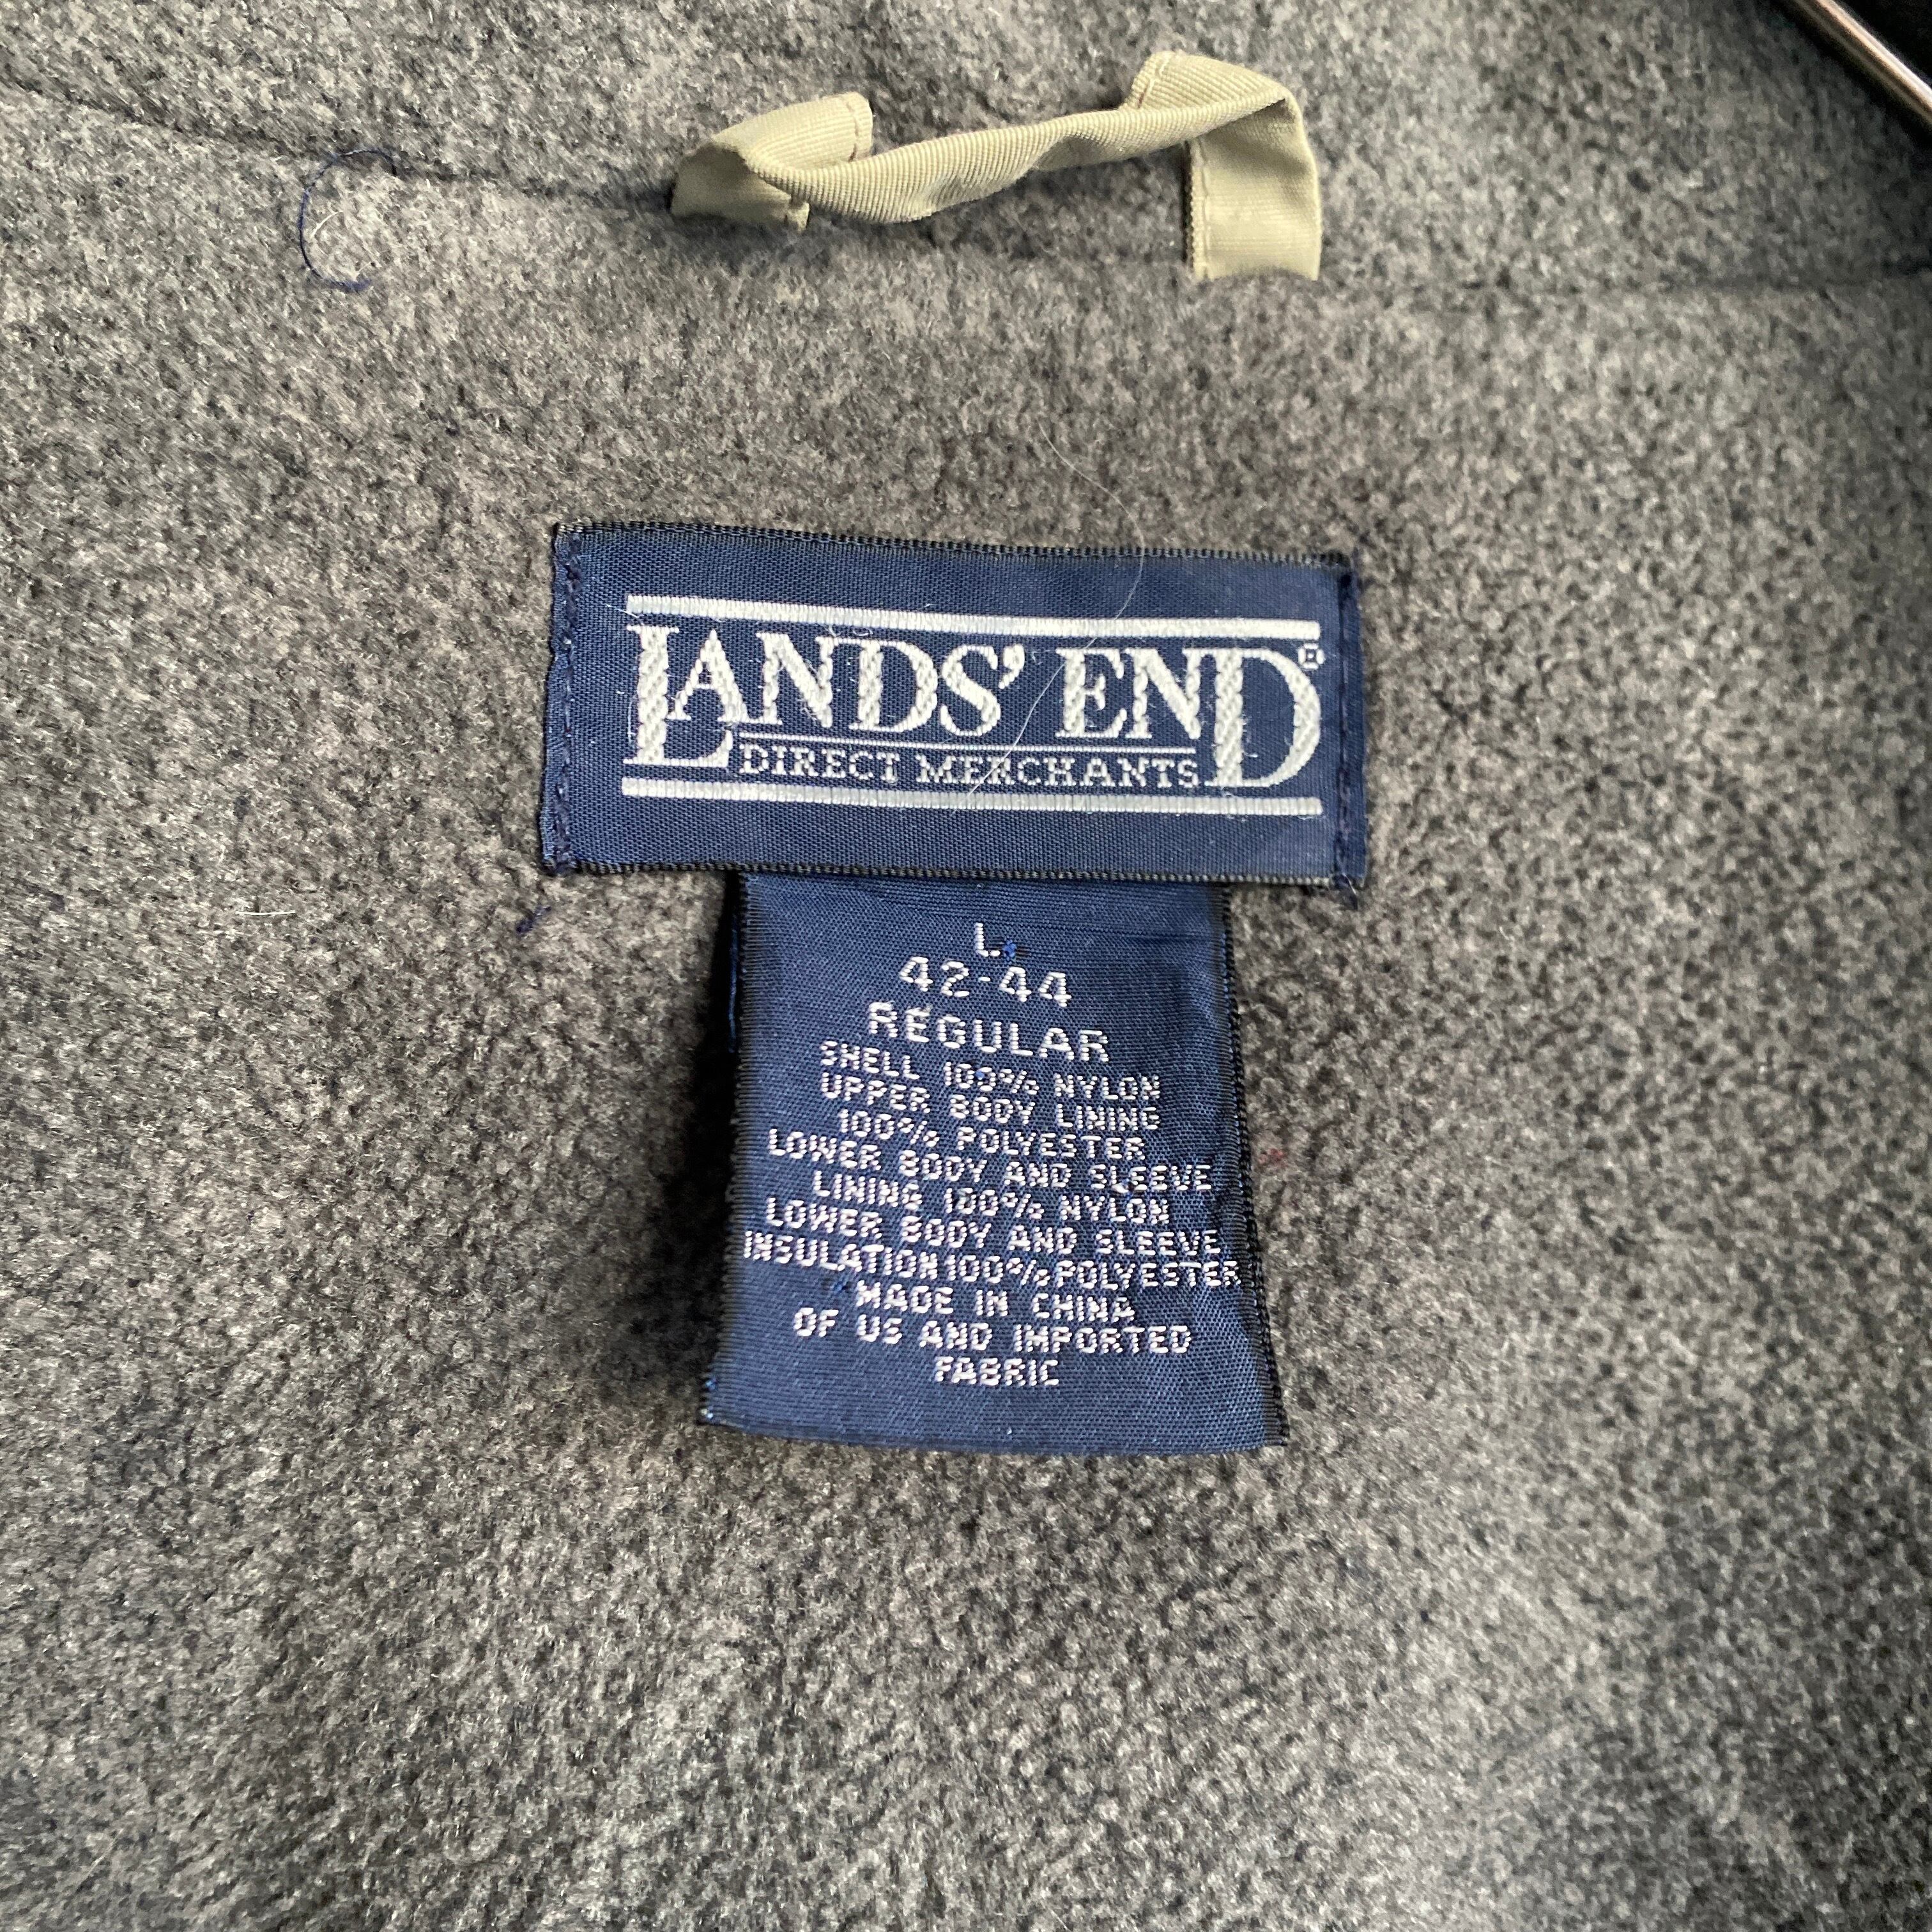 LANDS' END®
DIRECT MERCHANTS
L
42-44
REGULAR
SHELL 100% NYLON
UPPER BODY LINING
100% POLYESTER
LOWER BODY AND SLEEVE
LINING 100% NYLON
LOWER BODY AND SLEEVE
INSULATION 100% POLYESTER
MADE IN CHINA
OF US AND IMPORTED
FABRIC